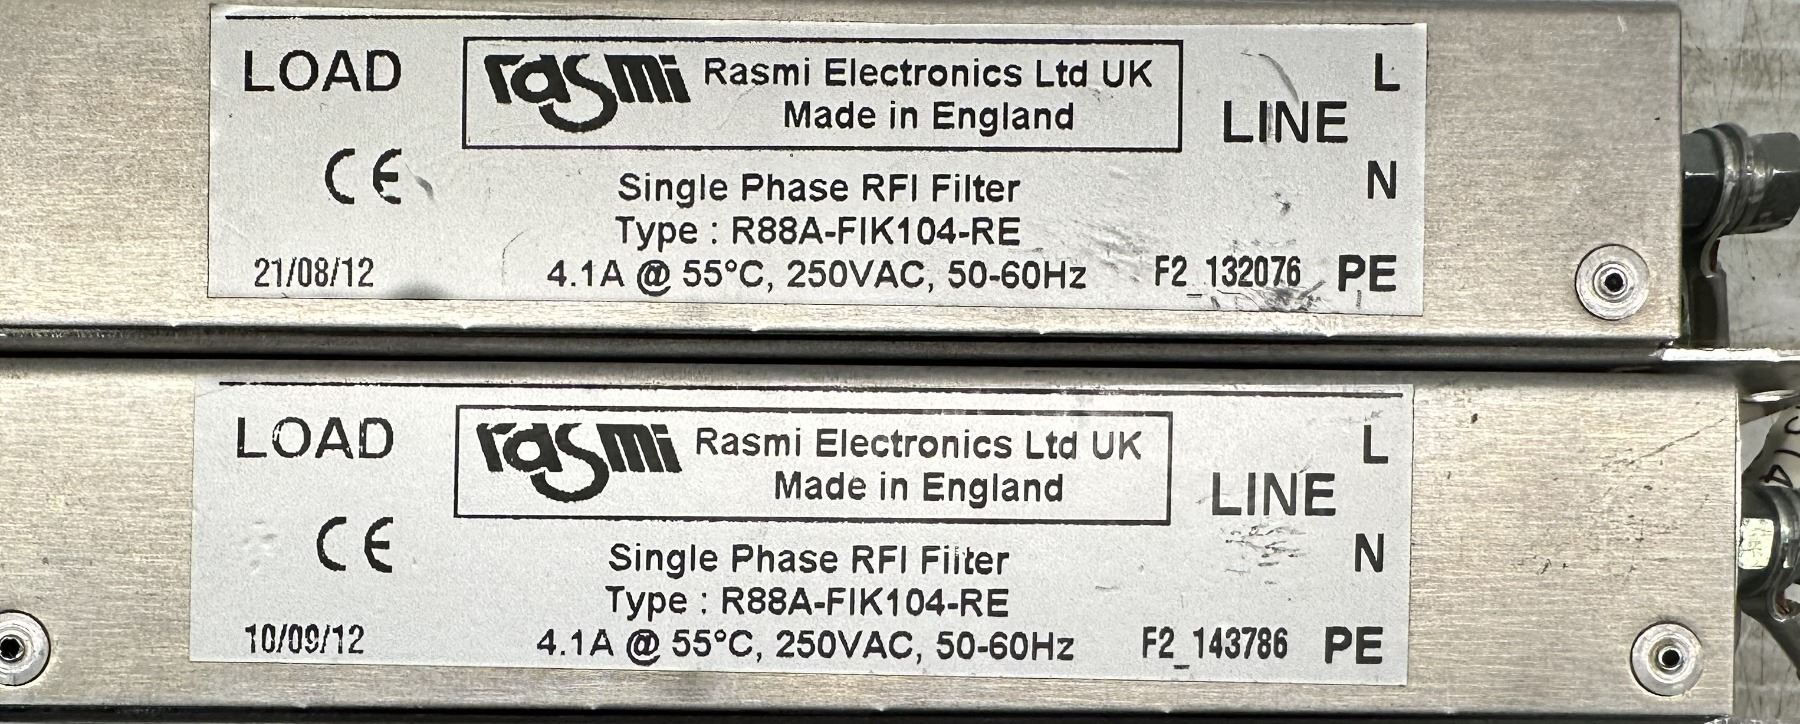 LOAD
rasmi Rasmi Electronics Ltd UK
Made in England
L
LINE
N
CE
Single Phase RFI Filter
Type : R88A-FIK104-RE
21/08/12 4.1A @ 55°C, 250VAC, 50-60Hz F2_132076 PE
LOAD
rasmi Rasmi Electronics Ltd UK
Made in England
L
LINE
N
CE
Single Phase RFI Filter
Type : R88A-FIK104-RE
10/09/12 4.1A @ 55°C, 250VAC, 50-60Hz F2_143786 PE